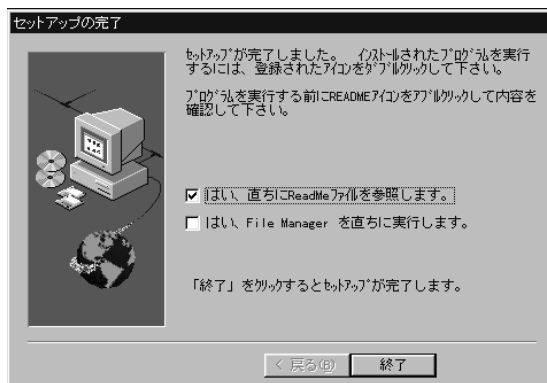 セットアップの完了
ｾｯﾄｱｯﾌﾟが完了しました。 ｲﾝｽﾄｰﾙされたﾌﾟﾛｸﾞﾗﾑを実行
するには、登録されたｱｲｺﾝをﾀﾞﾌﾞﾙｸﾘｯｸして下さい。
ﾌﾟﾛｸﾞﾗﾑを実行する前にREADMEｱｲｺﾝをｱﾌﾞﾙｸﾘｯｸして内容を
確認して下さい。
はい、直ちにReadMeﾌｧｲﾙを参照します。
はい、File Manager を直ちに実行します。
「終了」をｸﾘｯｸするとｾｯﾄｱｯﾌﾟが完了します。
< 戻る(B) 終了